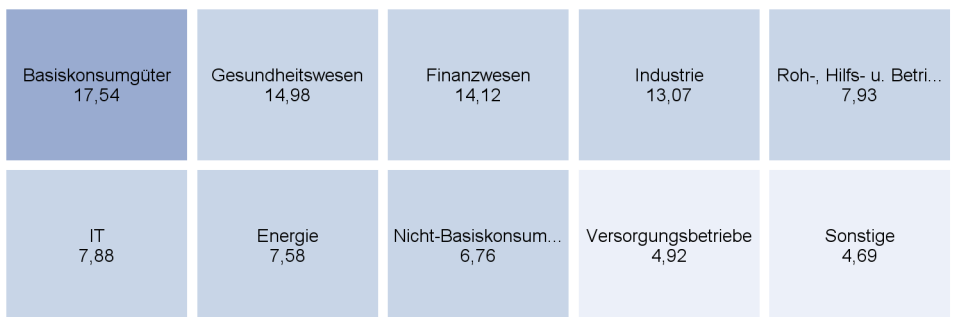 Basiskonsumgüter
17,54
Gesundheitswesen
14,98
Finanzwesen
14,12
Industrie
13,07
Roh-, Hilfs- u. Betri...
7,93
IT
7,88
Energie
7,58
Nicht-Basiskonsum...
6,76
Versorgungsbetriebe
4,92
Sonstige
4,69